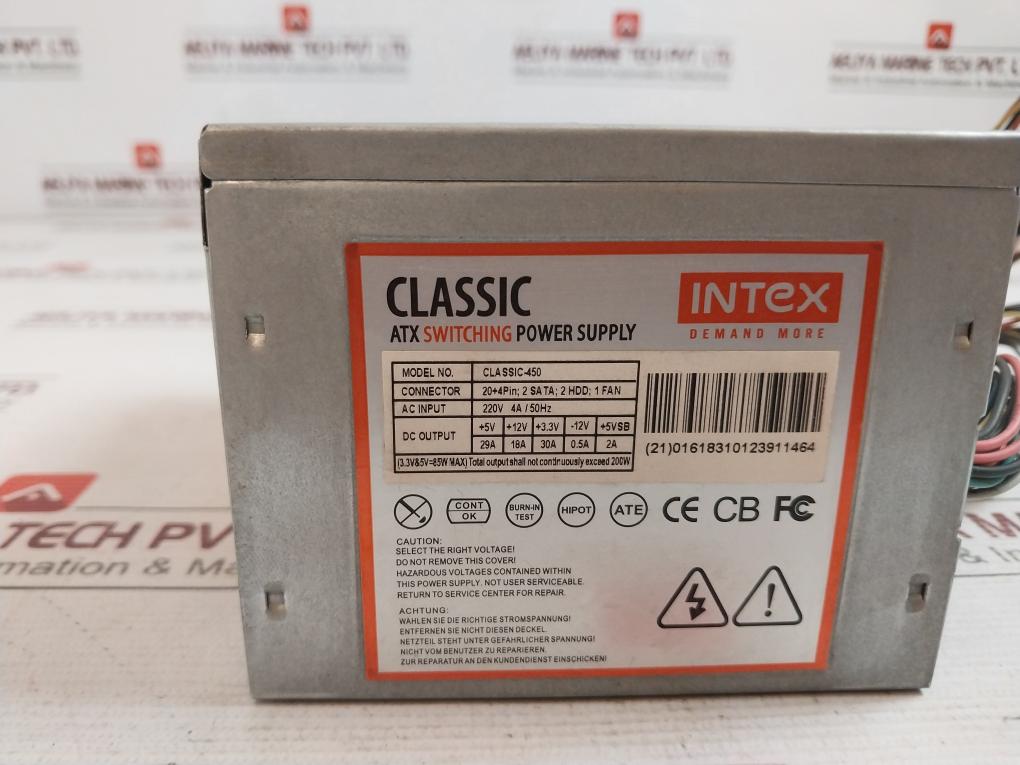 CLASSIC
ATX SWITCHING POWER SUPPLY
INTEX
DEMAND MORE
MODEL NO. CLASSIC-450
CONNECTOR 20+4Pin; 2 SATA; 2 HDD; 1 FAN
AC INPUT 220V 4A / 50Hz
DC OUTPUT +5V +12V +3.3V -12V +5VSB
29A 18A 30A 0.5A 2A
(3.3V&5V=85W MAX) Total output shall not continuously exceed 200W
(21)01618310123911464
CONT OK
BURN-IN TEST
HIPOT
ATE
CE CB FC
CAUTION:
SELECT THE RIGHT VOLTAGE!
DO NOT REMOVE THIS COVER!
HAZARDOUS VOLTAGES CONTAINED WITHIN
THIS POWER SUPPLY. NOT USER SERVICEABLE.
RETURN TO SERVICE CENTER FOR REPAIR.
ACHTUNG:
WAHLEN SIE DIE RICHTIGE STROMSPANUNG!
ENTFERNEN SIE NICHT DIESEN DECKEL.
NETZTEIL STEHT UNTER GEFAHRLICHER SPANNUNG!
NICHT VOM BENUTZER ZU REPARIEREN.
ZUR REPARATUR AN DEN KUNDENDIENST EINSCHICKEN!
TECH PV